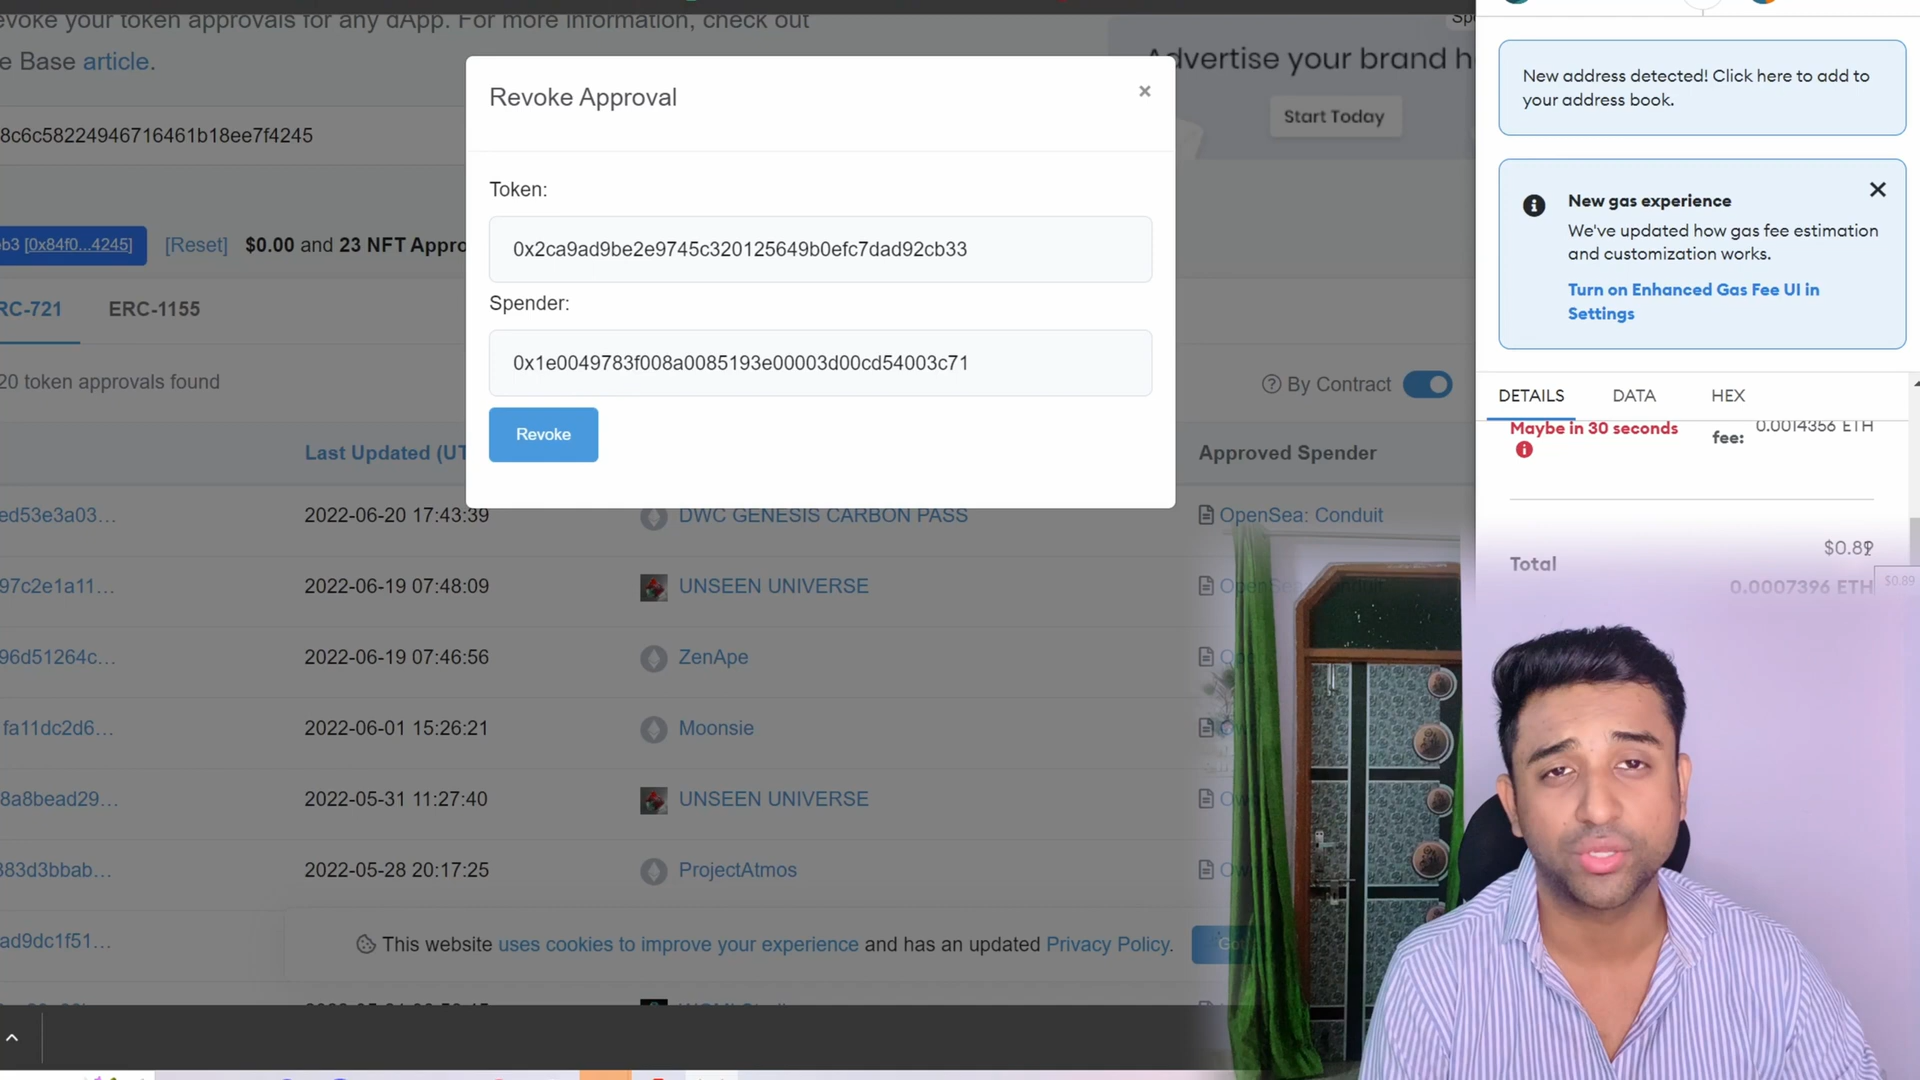 evoke your token approvals for any dApp. For more information, check out
e Base article.
8c6c58224946716461b18ee7f4245
eb3 [0x84f0...4245]
[Reset]
$0.00 and 23 NFT Appro
RC-721
ERC-1155
20 token approvals found
By Contract
Last Updated (UT
Approved Spender
ed53e3a03...
2022-06-20 17:43:39
DWC GENESIS CARBON PASS
OpenSea: Conduit
97c2e1a11...
2022-06-19 07:48:09
UNSEEN UNIVERSE
96d51264c...
2022-06-19 07:46:56
ZenApe
fa11dc2d6...
2022-06-01 15:26:21
Moonsie
8a8bead29...
2022-05-31 11:27:40
UNSEEN UNIVERSE
383d3bbab...
2022-05-28 20:17:25
ProjectAtmos
ad9dc1f51...
This website uses cookies to improve your experience and has an updated Privacy Policy.
Advertise your brand h
Start Today
Revoke Approval
×
Token:
0x2ca9ad9be2e9745c320125649b0efc7dad92cb33
Spender:
0x1e0049783f008a0085193e00003d00cd54003c71
Revoke
New address detected! Click here to add to
your address book.
New gas experience
We've updated how gas fee estimation
and customization works.
Turn on Enhanced Gas Fee UI in
Settings
DETAILS
DATA
HEX
Maybe in 30 seconds
fee:
0.0014356 ETH
Total
$0.89
0.0007396 ETH
$0.89